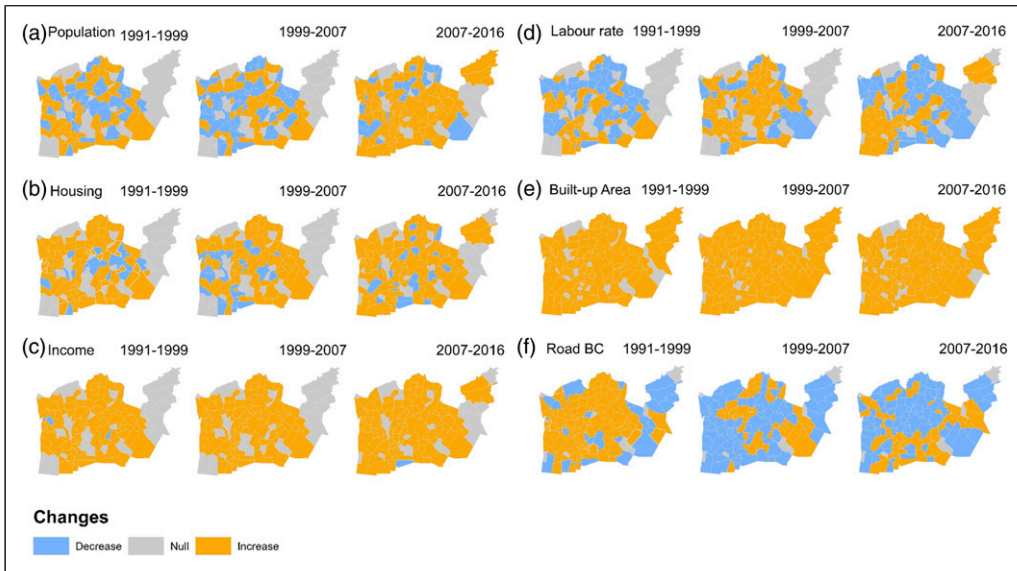 (a) Population 1991-1999 1999-2007 2007-2016
(d) Labour rate 1991-1999 1999-2007 2007-2016
(b) Housing 1991-1999 1999-2007 2007-2016
(e) Built-up Area 1991-1999 1999-2007 2007-2016
(c) Income 1991-1999 1999-2007 2007-2016
(f) Road BC 1991-1999 1999-2007 2007-2016
Changes
Decrease Null Increase